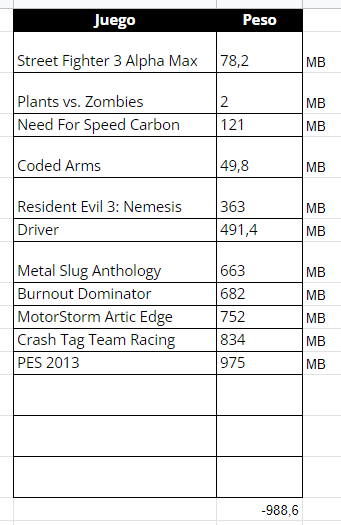 Juego Peso
Street Fighter 3 Alpha Max 78,2 MB
Plants vs. Zombies 2 MB
Need For Speed Carbon 121 MB
Coded Arms 49,8 MB
Resident Evil 3: Nemesis 363 MB
Driver 491,4 MB
Metal Slug Anthology 663 MB
Burnout Dominator 682 MB
MotorStorm Artic Edge 752 MB
Crash Tag Team Racing 834 MB
PES 2013 975 MB
-988,6